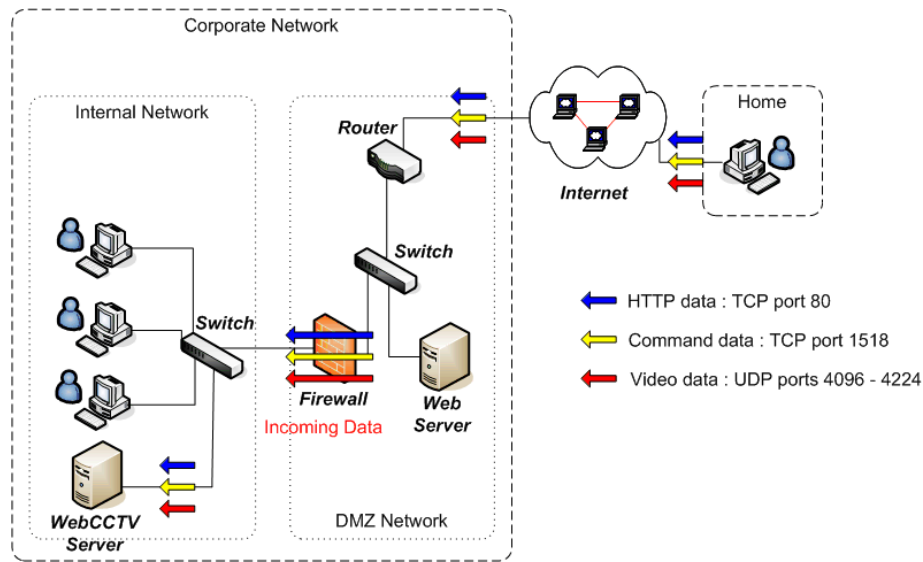 Corporate Network
Internal Network
Router
Internet
Home
Switch
Switch
Firewall
Incoming Data
Web
Server
WebCCTV
Server
DMZ Network
HTTP data : TCP port 80
Command data : TCP port 1518
Video data : UDP ports 4096 - 4224